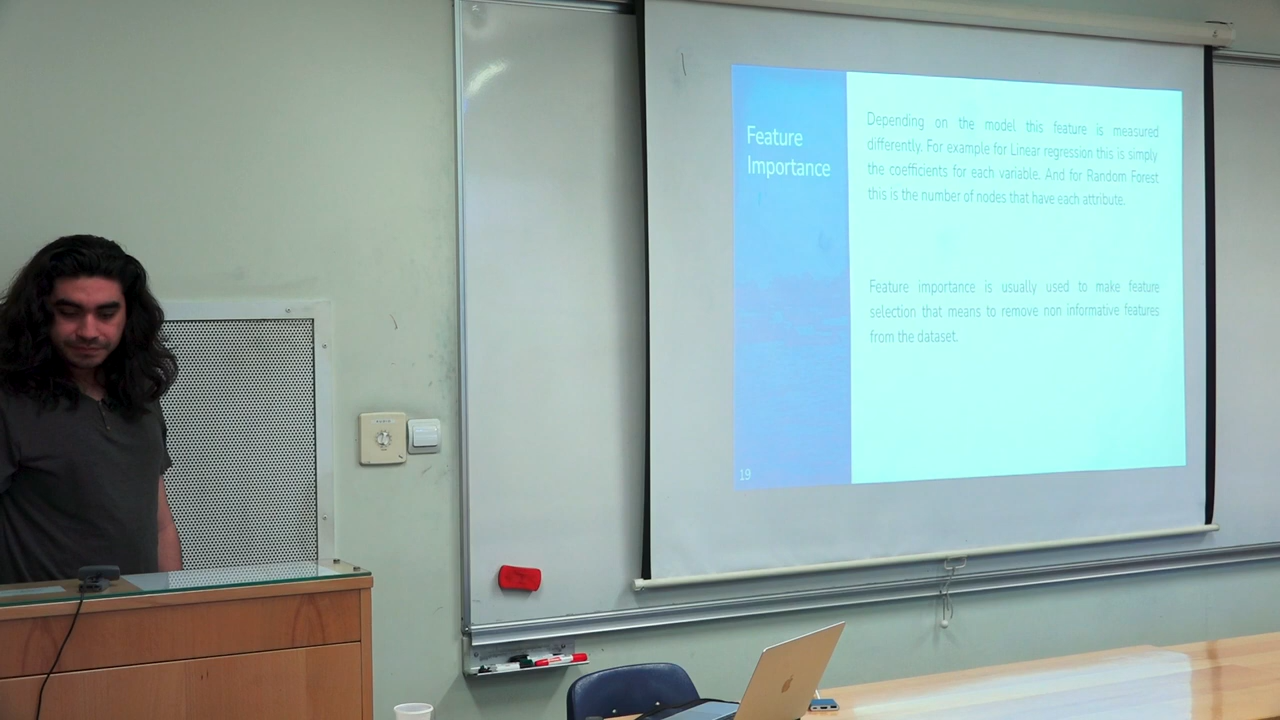 Feature
Importance
Depending on the model this feature is measured
differently. For example for Linear regression this is simply
the coefficients for each variable. And for Random Forest
this is the number of nodes that have each attribute.
Feature importance is usually used to make feature
selection that means to remove non informative features
from the dataset.
19